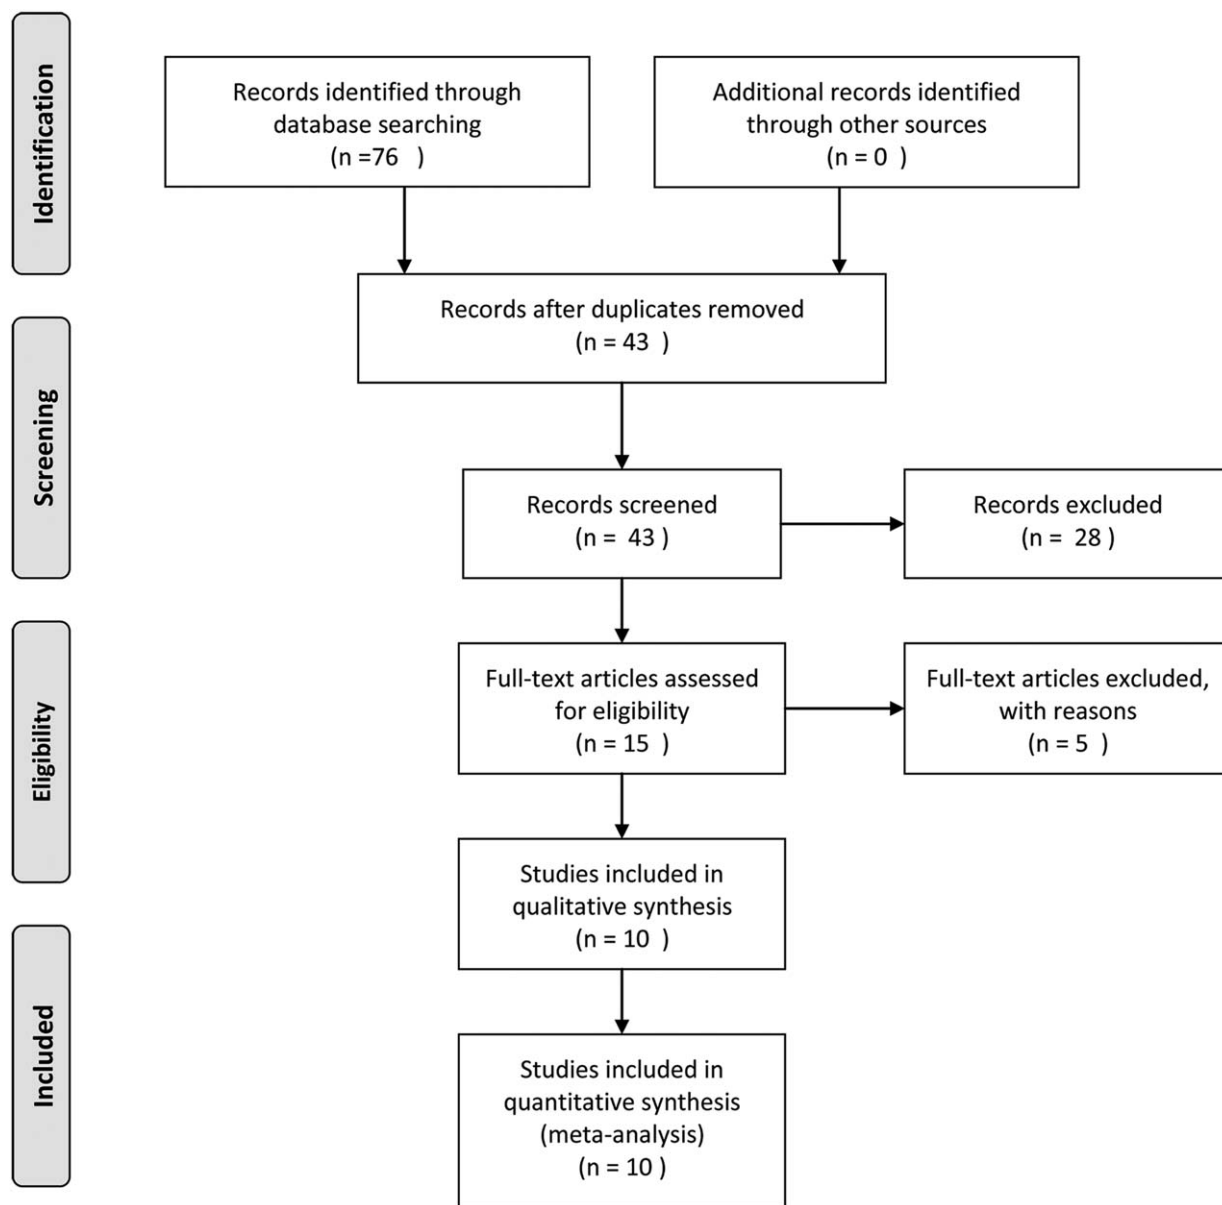 Identification
Records identified through
database searching
(n =76   )
Additional records identified
through other sources
(n = 0  )
Records after duplicates removed
(n = 43  )
Screening
Records screened
(n =  43 )
Records excluded
(n =  28 )
Eligibility
Full-text articles assessed
for eligibility
(n = 15  )
Full-text articles excluded,
with reasons
(n = 5  )
Studies included in
qualitative synthesis
(n = 10  )
Included
Studies included in
quantitative synthesis
(meta-analysis)
(n = 10 )